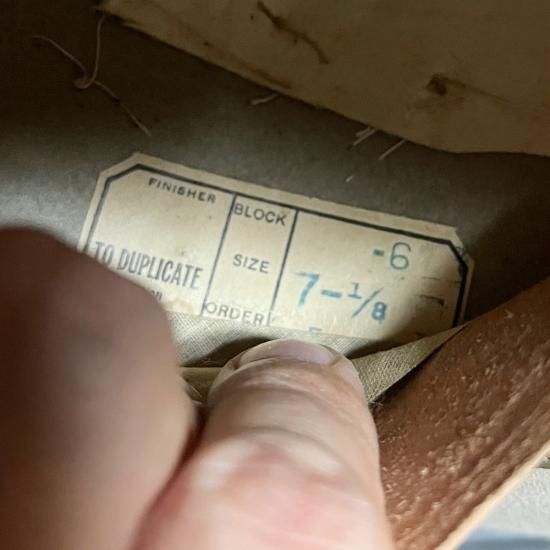 FINISHER
BLOCK
-6
TO DUPLICATE
SIZE
7-1/8
ORDER